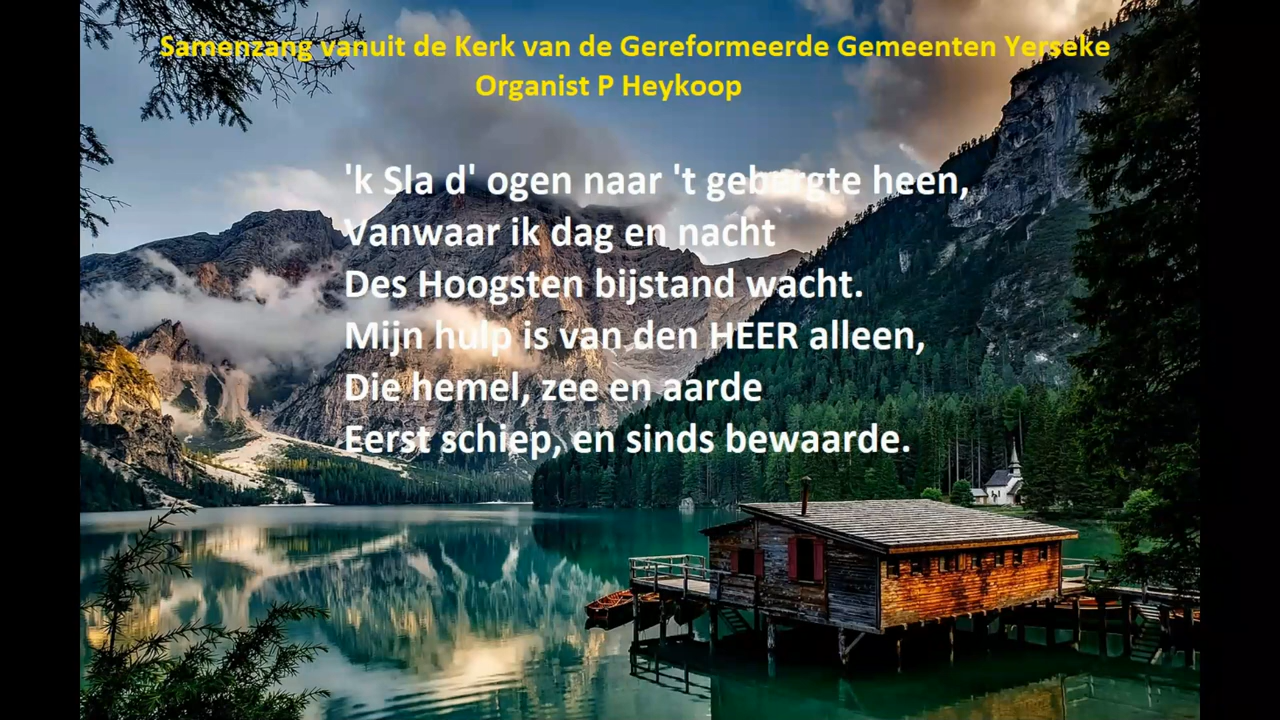 Samenzang vanuit de Kerk van de Gereformeerde Gemeenten Yerseke
Organist P Heykoop
'k Sla d' ogen naar 't gebergte heen,
Vanwaar ik dag en nacht
Des Hoogsten bijstand wacht.
Mijn hulp is van den HEER alleen,
Die hemel, zee en aarde
Eerst schiep, en sinds bewaarde.